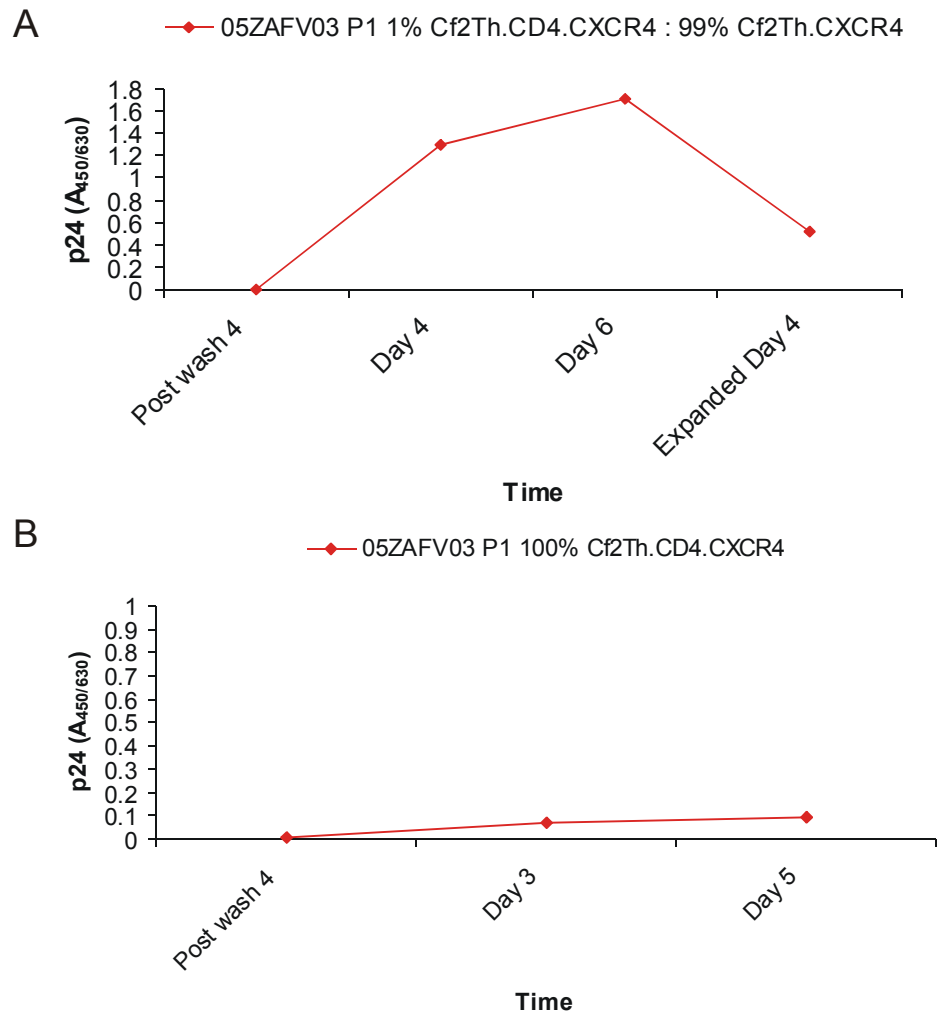 A
05ZAFV03 P1 1% Cf2Th.CD4.CXCR4 : 99% Cf2Th.CXCR4
p24 (A450/630)
1.8
1.6
1.4
1.2
1
0.8
0.6
0.4
0.2
0
Post wash 4
Day 4
Day 6
Expanded Day 4
Time
B
05ZAFV03 P1 100% Cf2Th.CD4.CXCR4
p24 (A450/630)
1
0.9
0.8
0.7
0.6
0.5
0.4
0.3
0.2
0.1
0
Post wash 4
Day 3
Day 5
Time